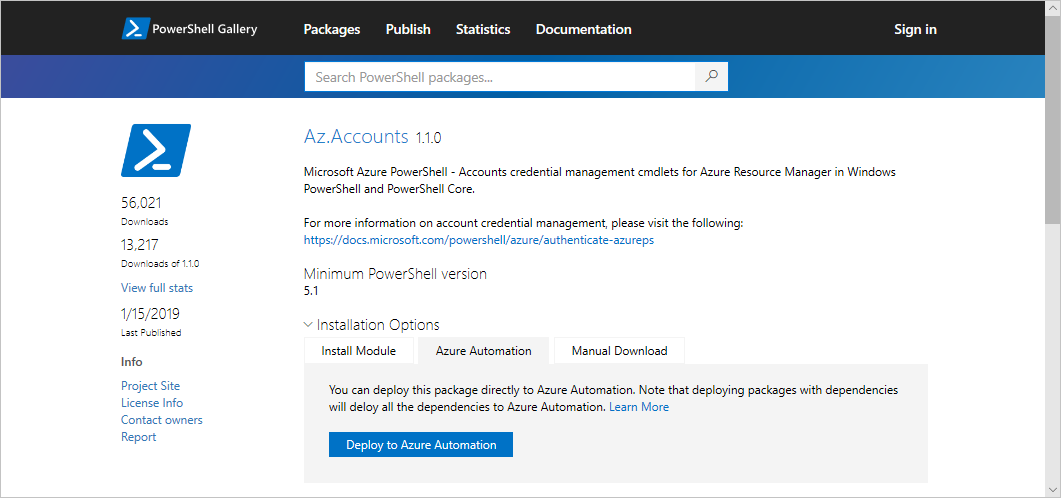 PowerShell Gallery
Packages
Publish
Statistics
Documentation
Sign in
Search PowerShell packages...
56,021
Downloads
13,217
Downloads of 1.1.0
View full stats
1/15/2019
Last Published
Info
Project Site
License Info
Contact owners
Report
Az.Accounts 1.1.0
Microsoft Azure PowerShell - Accounts credential management cmdlets for Azure Resource Manager in Windows
PowerShell and PowerShell Core.
For more information on account credential management, please visit the following:
https://docs.microsoft.com/powershell/azure/authenticate-azureps
Minimum PowerShell version
5.1
Installation Options
Install Module
Azure Automation
Manual Download
You can deploy this package directly to Azure Automation. Note that deploying packages with dependencies
will deloy all the dependencies to Azure Automation. Learn More
Deploy to Azure Automation